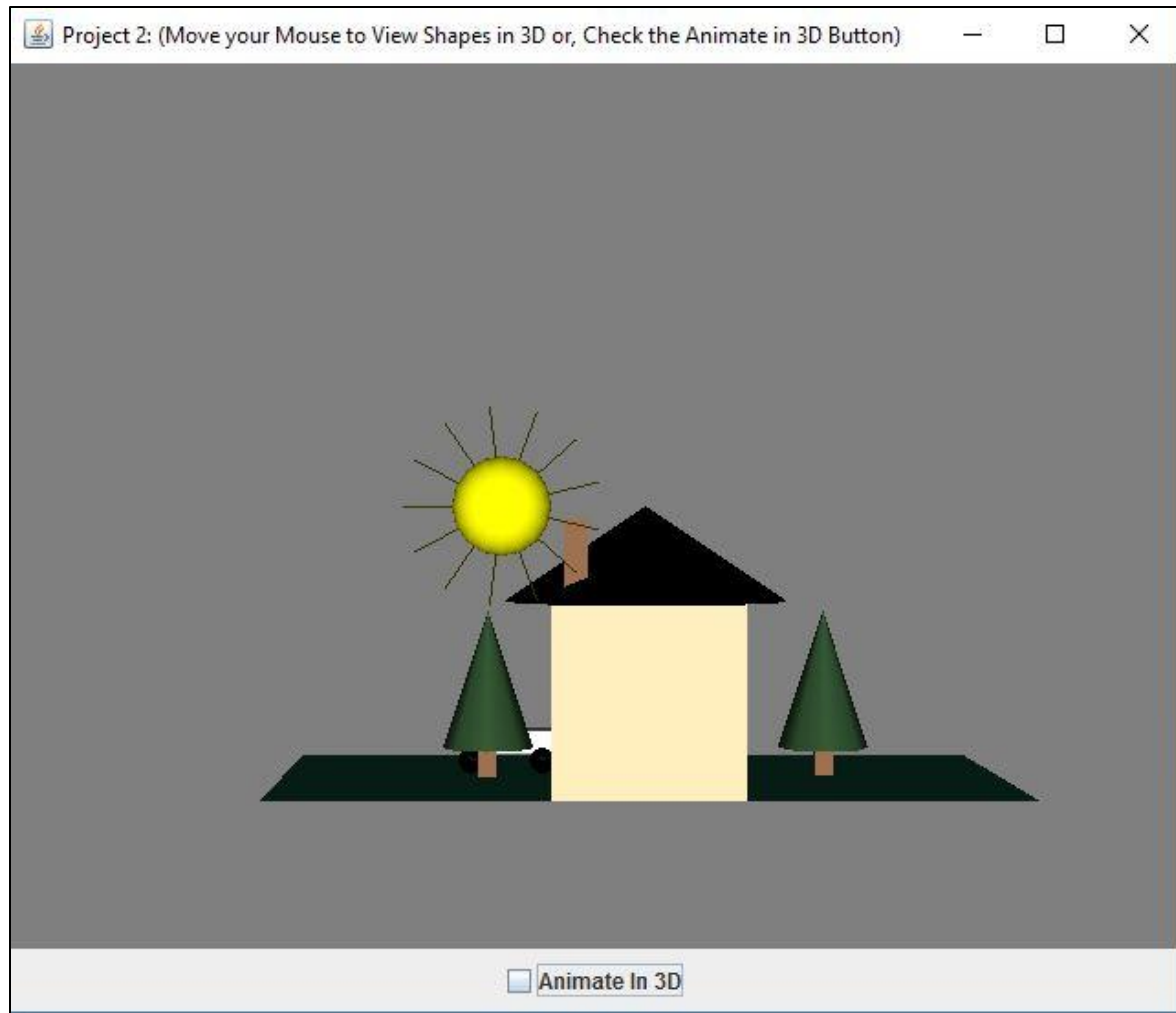 Project 2: (Move your Mouse to View Shapes in 3D or, Check the Animate in 3D Button)
Animate In 3D